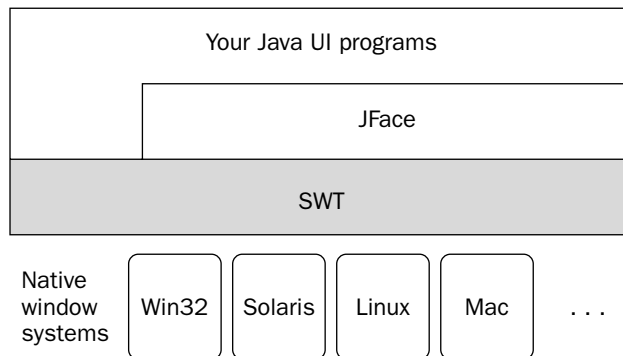 Your Java UI programs
JFace
SWT
Native
window
systems
Win32
Solaris
Linux
Mac
. . .